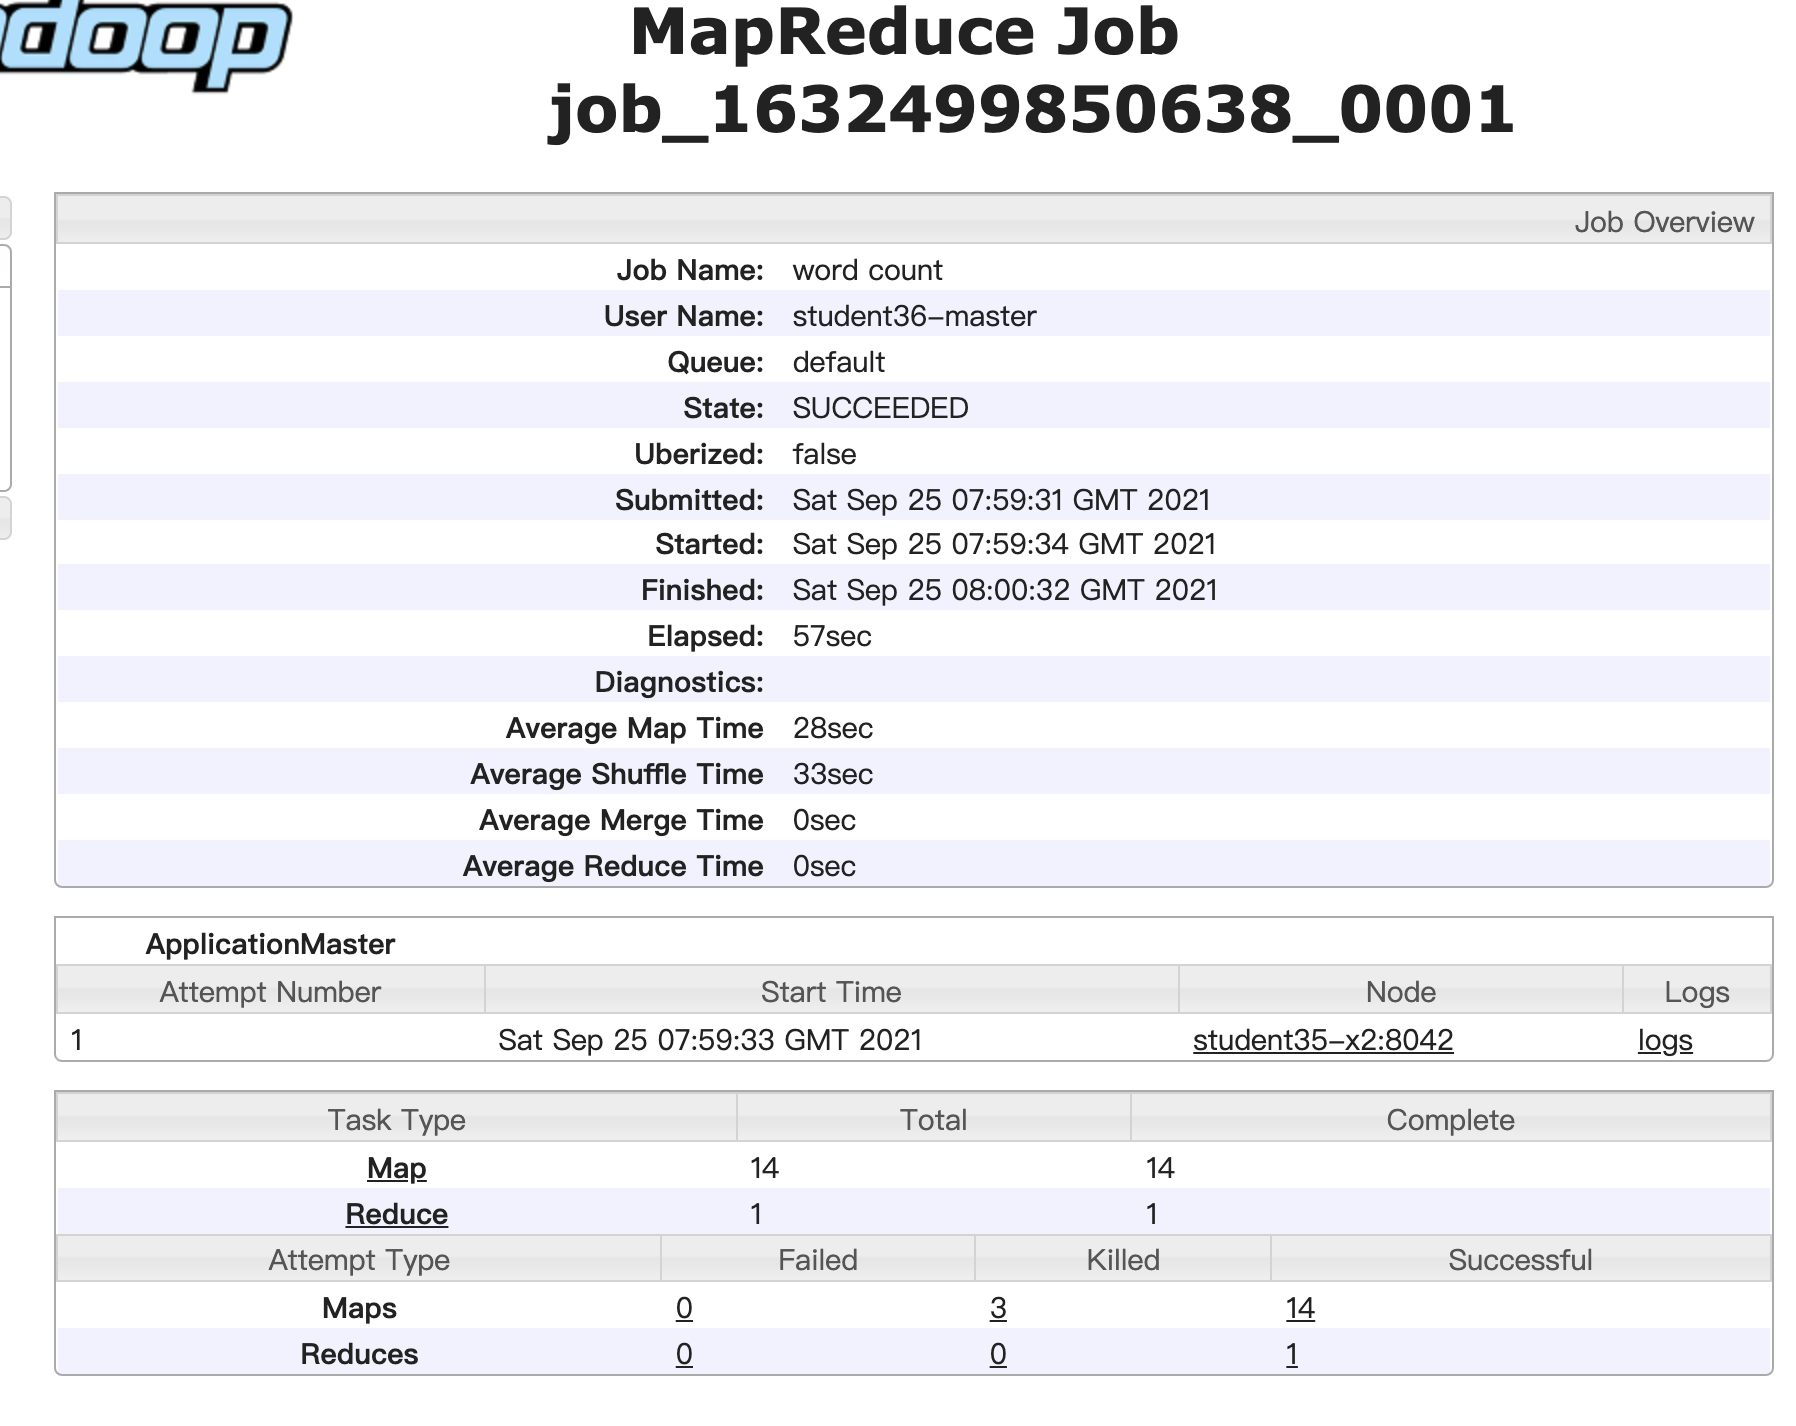 doop
MapReduce Job
job_1632499850638_0001
Job Overview
Job Name: word count
User Name: student36-master
Queue: default
State: SUCCEEDED
Uberized: false
Submitted: Sat Sep 25 07:59:31 GMT 2021
Started: Sat Sep 25 07:59:34 GMT 2021
Finished: Sat Sep 25 08:00:32 GMT 2021
Elapsed: 57sec
Diagnostics:
Average Map Time 28sec
Average Shuffle Time 33sec
Average Merge Time 0sec
Average Reduce Time 0sec
ApplicationMaster
Attempt Number Start Time Node Logs
1 Sat Sep 25 07:59:33 GMT 2021 student35-x2:8042 logs
Task Type Total Complete
Map 14 14
Reduce 1 1
Attempt Type Failed Killed Successful
Maps 0 3 14
Reduces 0 0 1